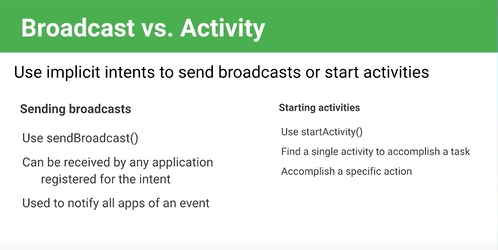 Broadcast vs. Activity
Use implicit intents to send broadcasts or start activities
Sending broadcasts
Use sendBroadcast()
Can be received by any application
registered for the intent
Used to notify all apps of an event
Starting activities
Use startActivity()
Find a single activity to accomplish a task
Accomplish a specific action